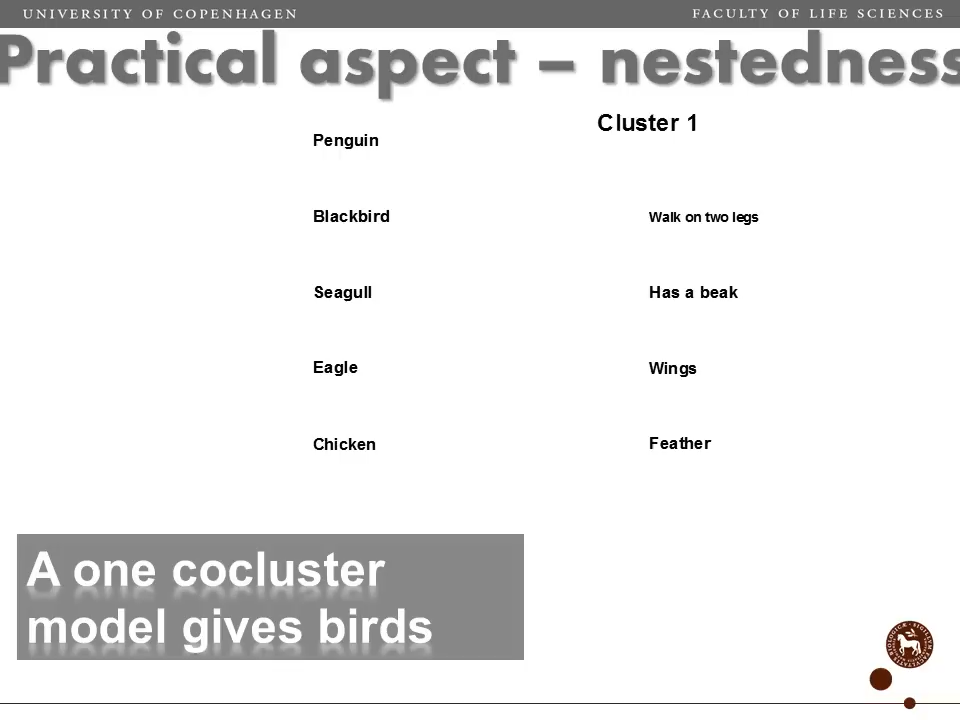 UNIVERSITY OF COPENHAGEN
FACULTY OF LIFE SCIENCES
Practical aspect – nestedness
Cluster 1
Penguin
Blackbird
Walk on two legs
Seagull
Has a beak
Eagle
Wings
Chicken
Feather
A one cocluster
model gives birds